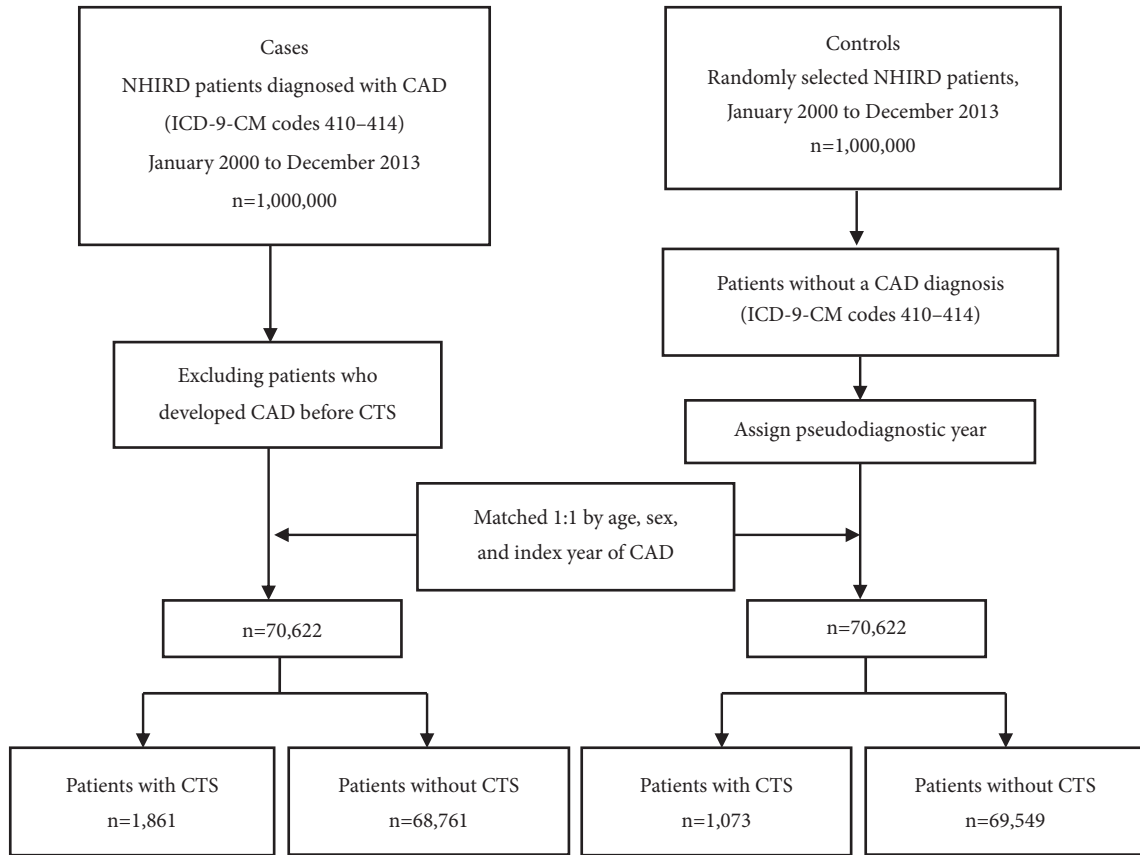 Cases
NHIRD patients diagnosed with CAD
(ICD-9-CM codes 410–414)
January 2000 to December 2013
n=1,000,000
Controls
Randomly selected NHIRD patients,
January 2000 to December 2013
n=1,000,000
Patients without a CAD diagnosis
(ICD-9-CM codes 410–414)
Excluding patients who
developed CAD before CTS
Assign pseudodiagnostic year
Matched 1:1 by age, sex,
and index year of CAD
n=70,622
n=70,622
Patients with CTS
n=1,861
Patients without CTS
n=68,761
Patients with CTS
n=1,073
Patients without CTS
n=69,549